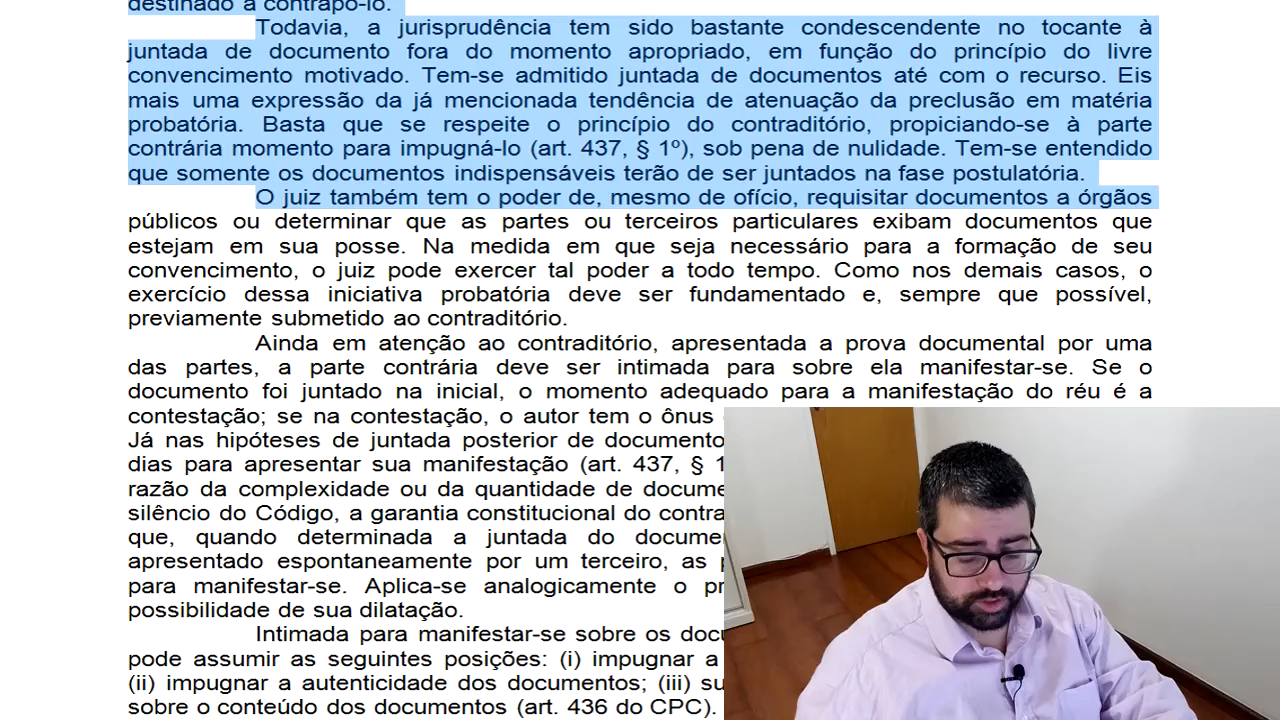 destinado a contrapô-lo.
Todavia, a jurisprudência tem sido bastante condescendente no tocante à
juntada de documento fora do momento apropriado, em função do princípio do livre
convencimento motivado. Tem-se admitido juntada de documentos até com o recurso. Eis
mais uma expressão da já mencionada tendência de atenuação da preclusão em matéria
probatória. Basta que se respeite o princípio do contraditório, propiciando-se à parte
contrária momento para impugná-lo (art. 437, § 1º), sob pena de nulidade. Tem-se entendido
que somente os documentos indispensáveis terão de ser juntados na fase postulatória.
O juiz também tem o poder de, mesmo de ofício, requisitar documentos a órgãos
públicos ou determinar que as partes ou terceiros particulares exibam documentos que
estejam em sua posse. Na medida em que seja necessário para a formação de seu
convencimento, o juiz pode exercer tal poder a todo tempo. Como nos demais casos, o
exercício dessa iniciativa probatória deve ser fundamentado e, sempre que possível,
previamente submetido ao contraditório.
Ainda em atenção ao contraditório, apresentada a prova documental por uma
das partes, a parte contrária deve ser intimada para sobre ela manifestar-se. Se o
documento foi juntado na inicial, o momento adequado para a manifestação do réu é a
contestação; se na contestação, o autor tem o ônus
Já nas hipóteses de juntada posterior de documento
dias para apresentar sua manifestação (art. 437, § 1
razão da complexidade ou da quantidade de docume
silêncio do Código, a garantia constitucional do contra
que, quando determinada a juntada do docume
apresentado espontaneamente por um terceiro, as p
para manifestar-se. Aplica-se analogicamente o pr
possibilidade de sua dilatação.
Intimada para manifestar-se sobre os docu
pode assumir as seguintes posições: (i) impugnar a
(ii) impugnar a autenticidade dos documentos; (iii) su
sobre o conteúdo dos documentos (art. 436 do CPC).